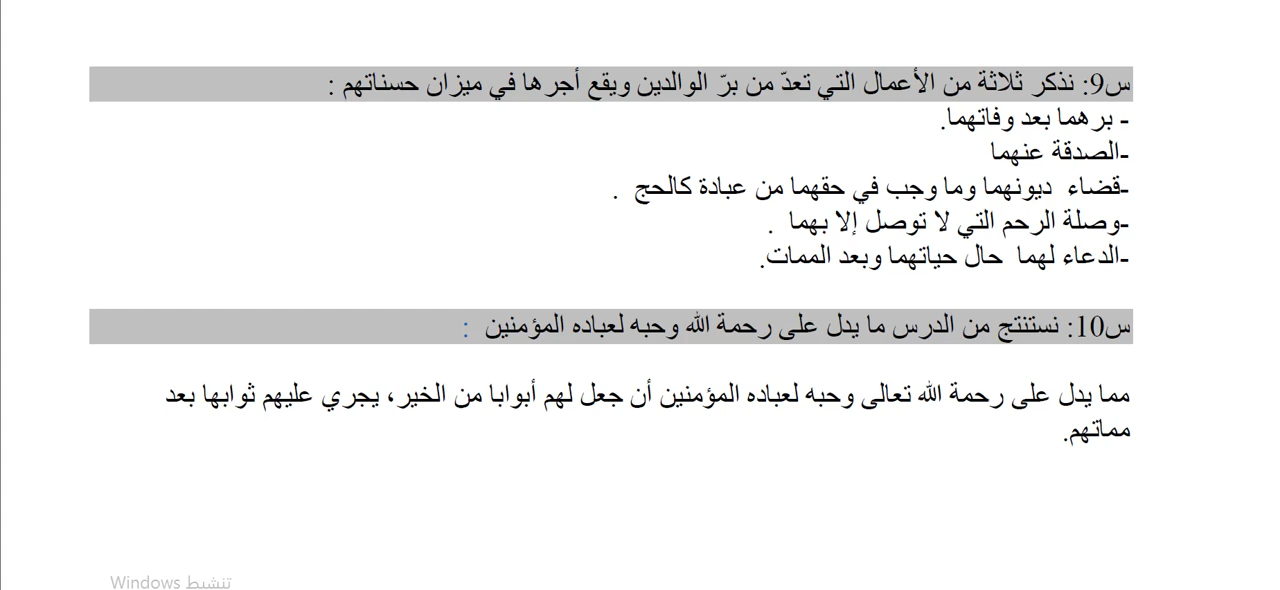 س9: نذكر ثلاثة من الأعمال التي تعدّ من برّ الوالدين ويقع أجرها في ميزان حسناتهم :
- برهما بعد وفاتهما.
-الصدقة عنهما
-قضاء ديونهما وما وجب في حقهما من عبادة كالحج .
-وصلة الرحم التي لا توصل إلا بهما .
-الدعاء لهما حال حياتهما وبعد الممات.
س10: نستنتج من الدرس ما يدل على رحمة الله وحبه لعباده المؤمنين :
مما يدل على رحمة الله تعالى وحبه لعباده المؤمنين أن جعل لهم أبوابا من الخير، يجري عليهم ثوابها بعد
مماتهم.
تنشيط Windows